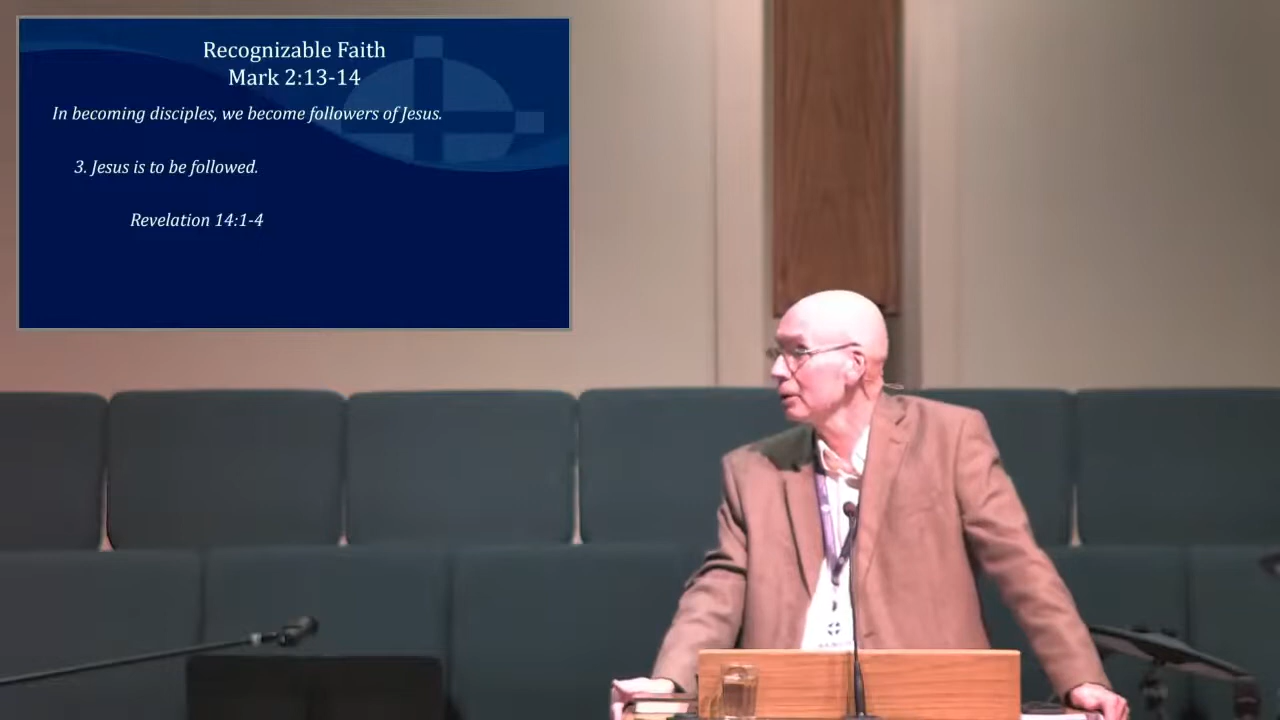 Recognizable Faith
Mark 2:13-14
In becoming disciples, we become followers of Jesus.
3. Jesus is to be followed.
Revelation 14:1-4